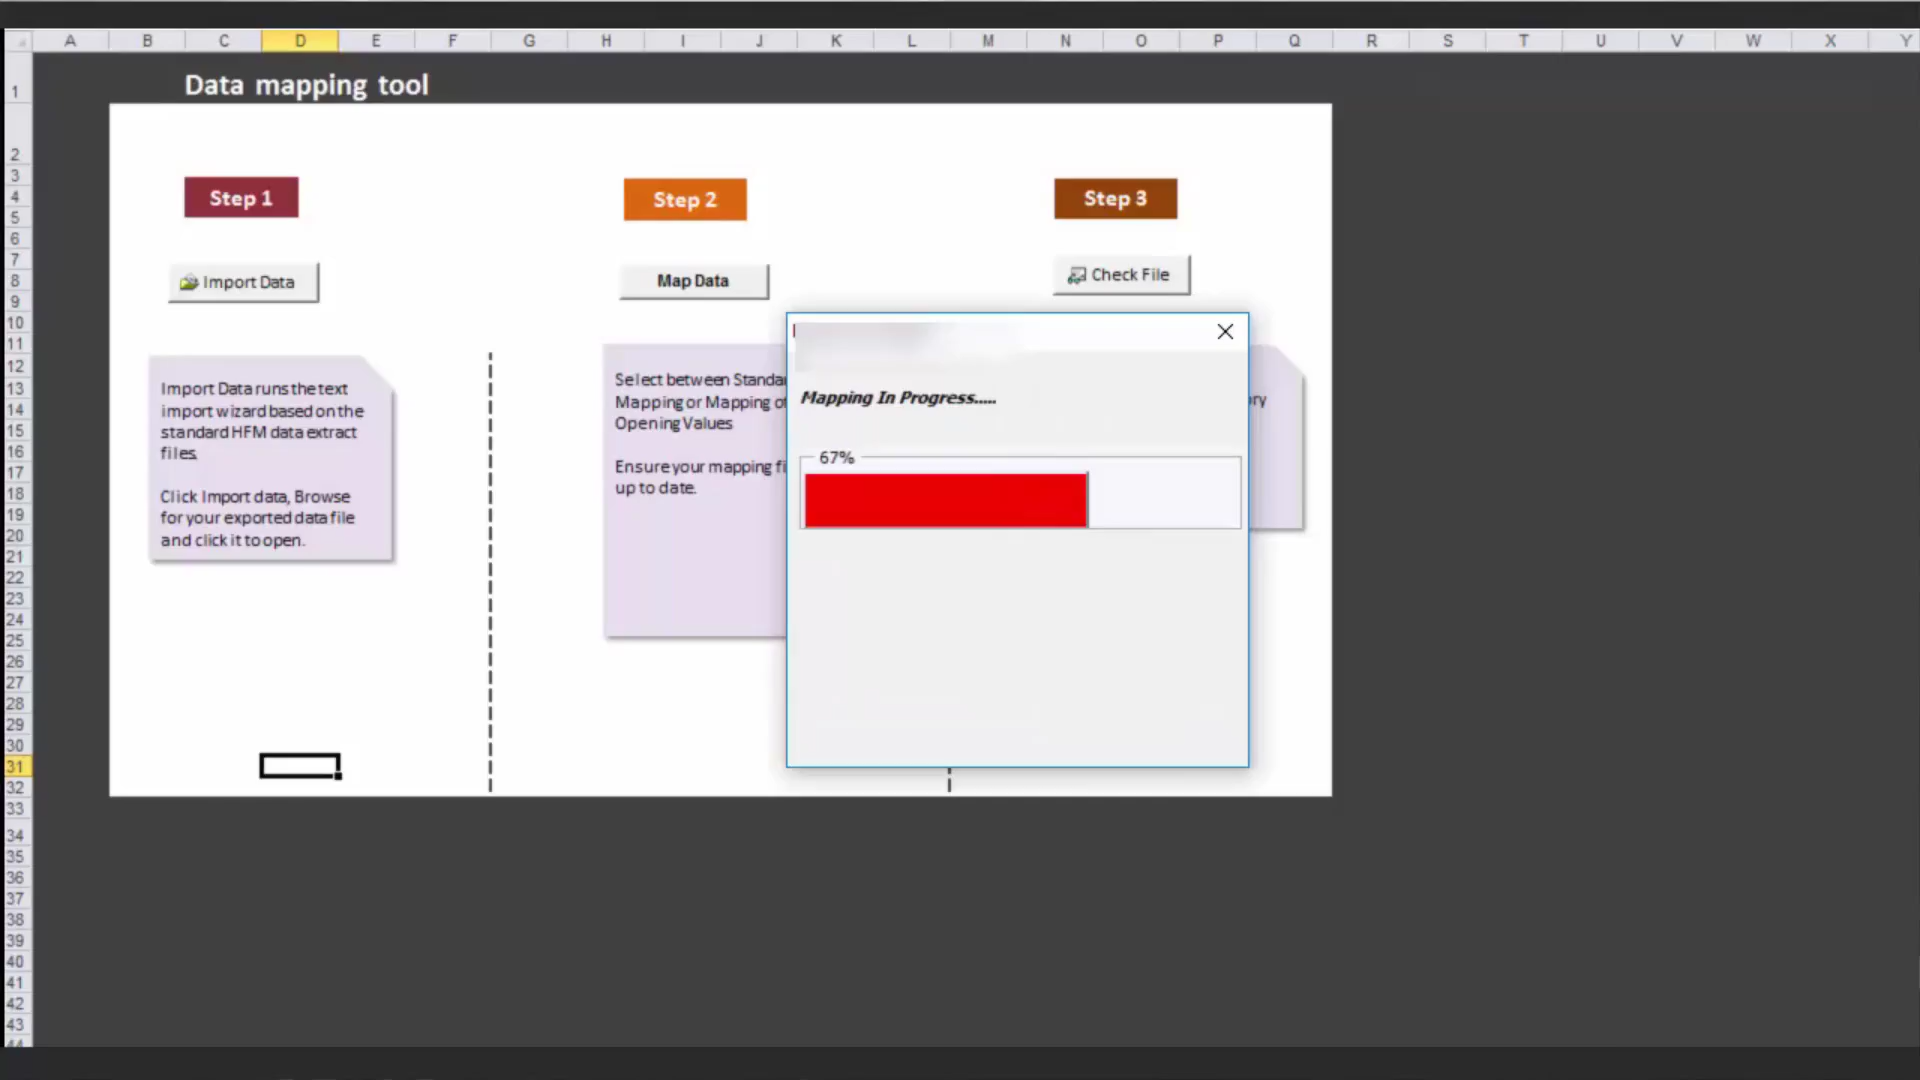 A B C D E F G H I J K L M N O P Q R S T U V W X Y
Data mapping tool
Step 1
Step 2
Step 3
Import Data
Map Data
Check File
Import Data runs the text
import wizard based on the
standard HFM data extract
files.
Click Import data, Browse
for your exported data file
and click it to open.
Select between Standa
Mapping or Mapping of
Opening Values
Ensure your mapping fi
up to date.
Mapping In Progress.....
67%
ory
1
2
3
4
5
6
7
8
9
10
11
12
13
14
15
16
17
18
19
20
21
22
23
24
25
26
27
28
29
30
31
32
33
34
35
36
37
38
39
40
41
42
43
44